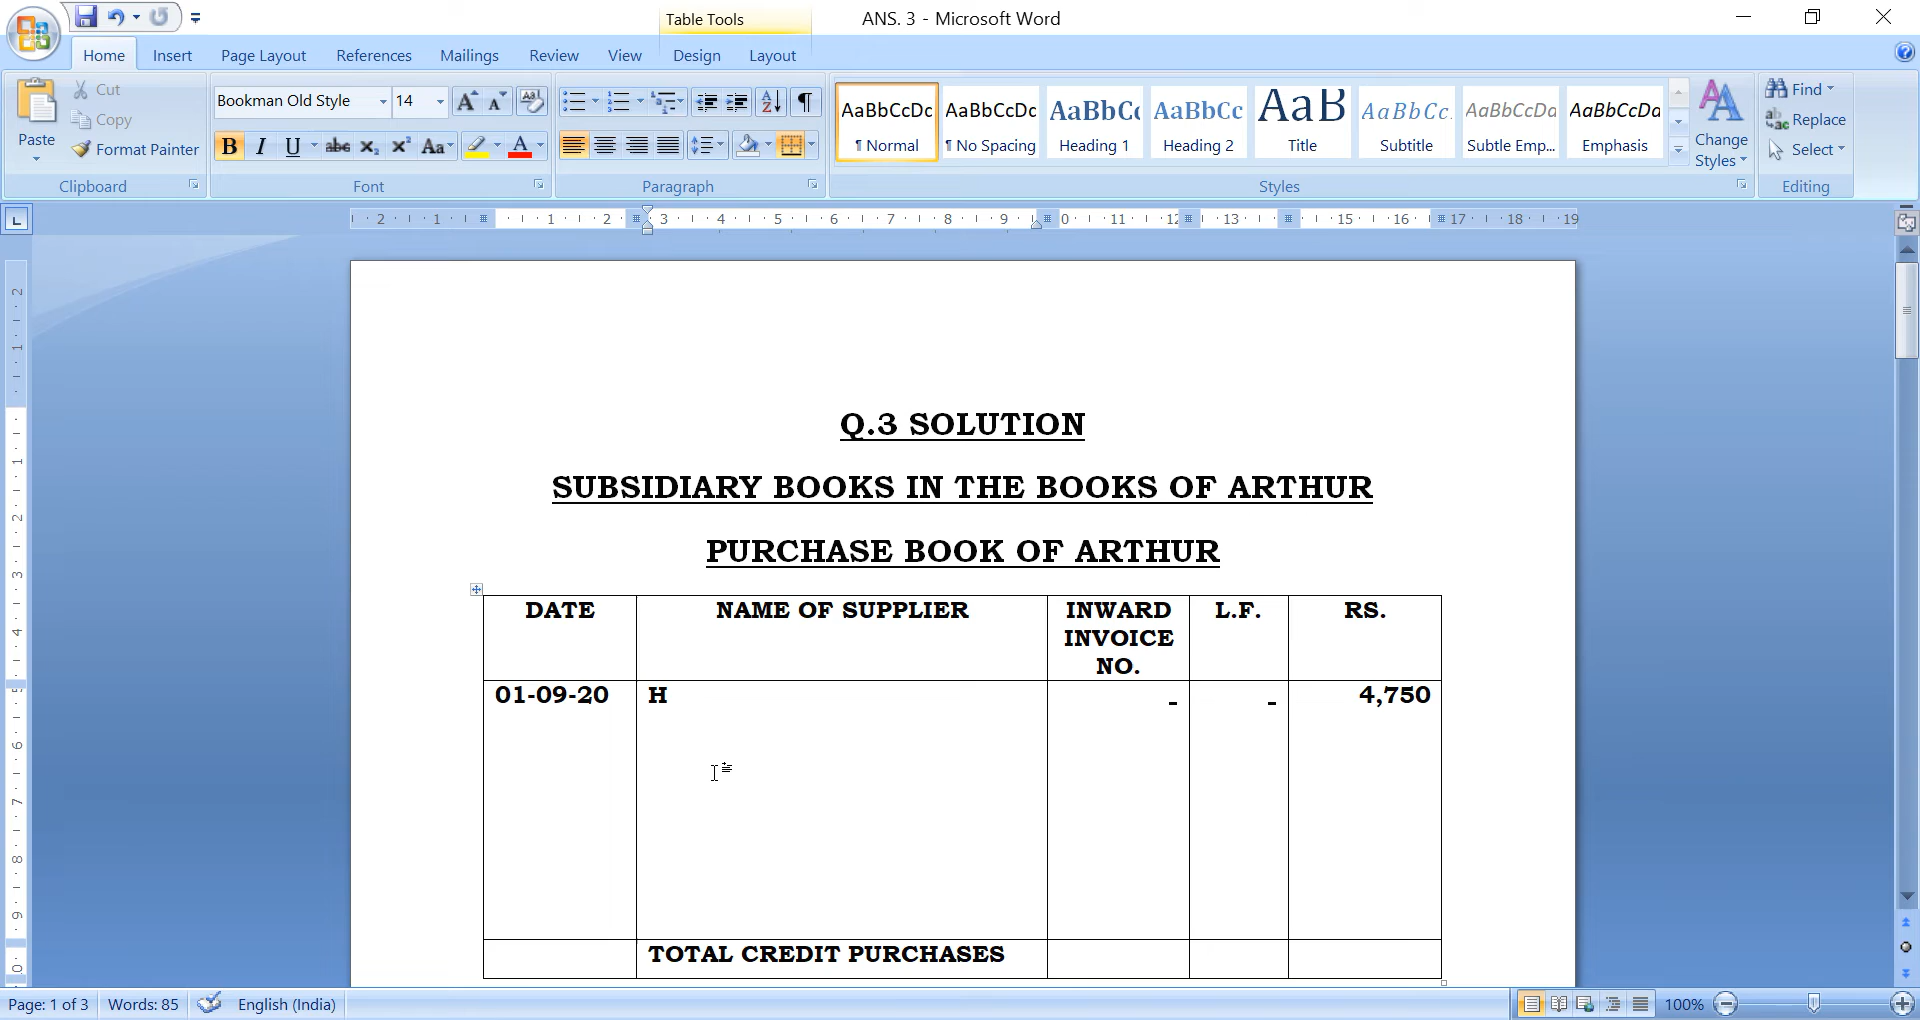 Table Tools
ANS. 3 - Microsoft Word
Home Insert Page Layout References Mailings Review View Design Layout
Paste
Cut
Copy
Format Painter
Clipboard
Bookman Old Style 14
Font
Paragraph
AaBbCcDc AaBbCcDc AaBbC AaBbCc AaB AaBbCc. AaBbCcDa AaBbCcDa
¶ Normal ¶ No Spacing Heading 1 Heading 2 Title Subtitle Subtle Emp... Emphasis
Change Styles
Styles
Find
Replace
Select
Editing
Q.3 SOLUTION
SUBSIDIARY BOOKS IN THE BOOKS OF ARTHUR
PURCHASE BOOK OF ARTHUR
DATE NAME OF SUPPLIER INWARD INVOICE NO. L.F. RS.
01-09-20 H - - 4,750
TOTAL CREDIT PURCHASES
Page: 1 of 3 Words: 85 English (India) 100%